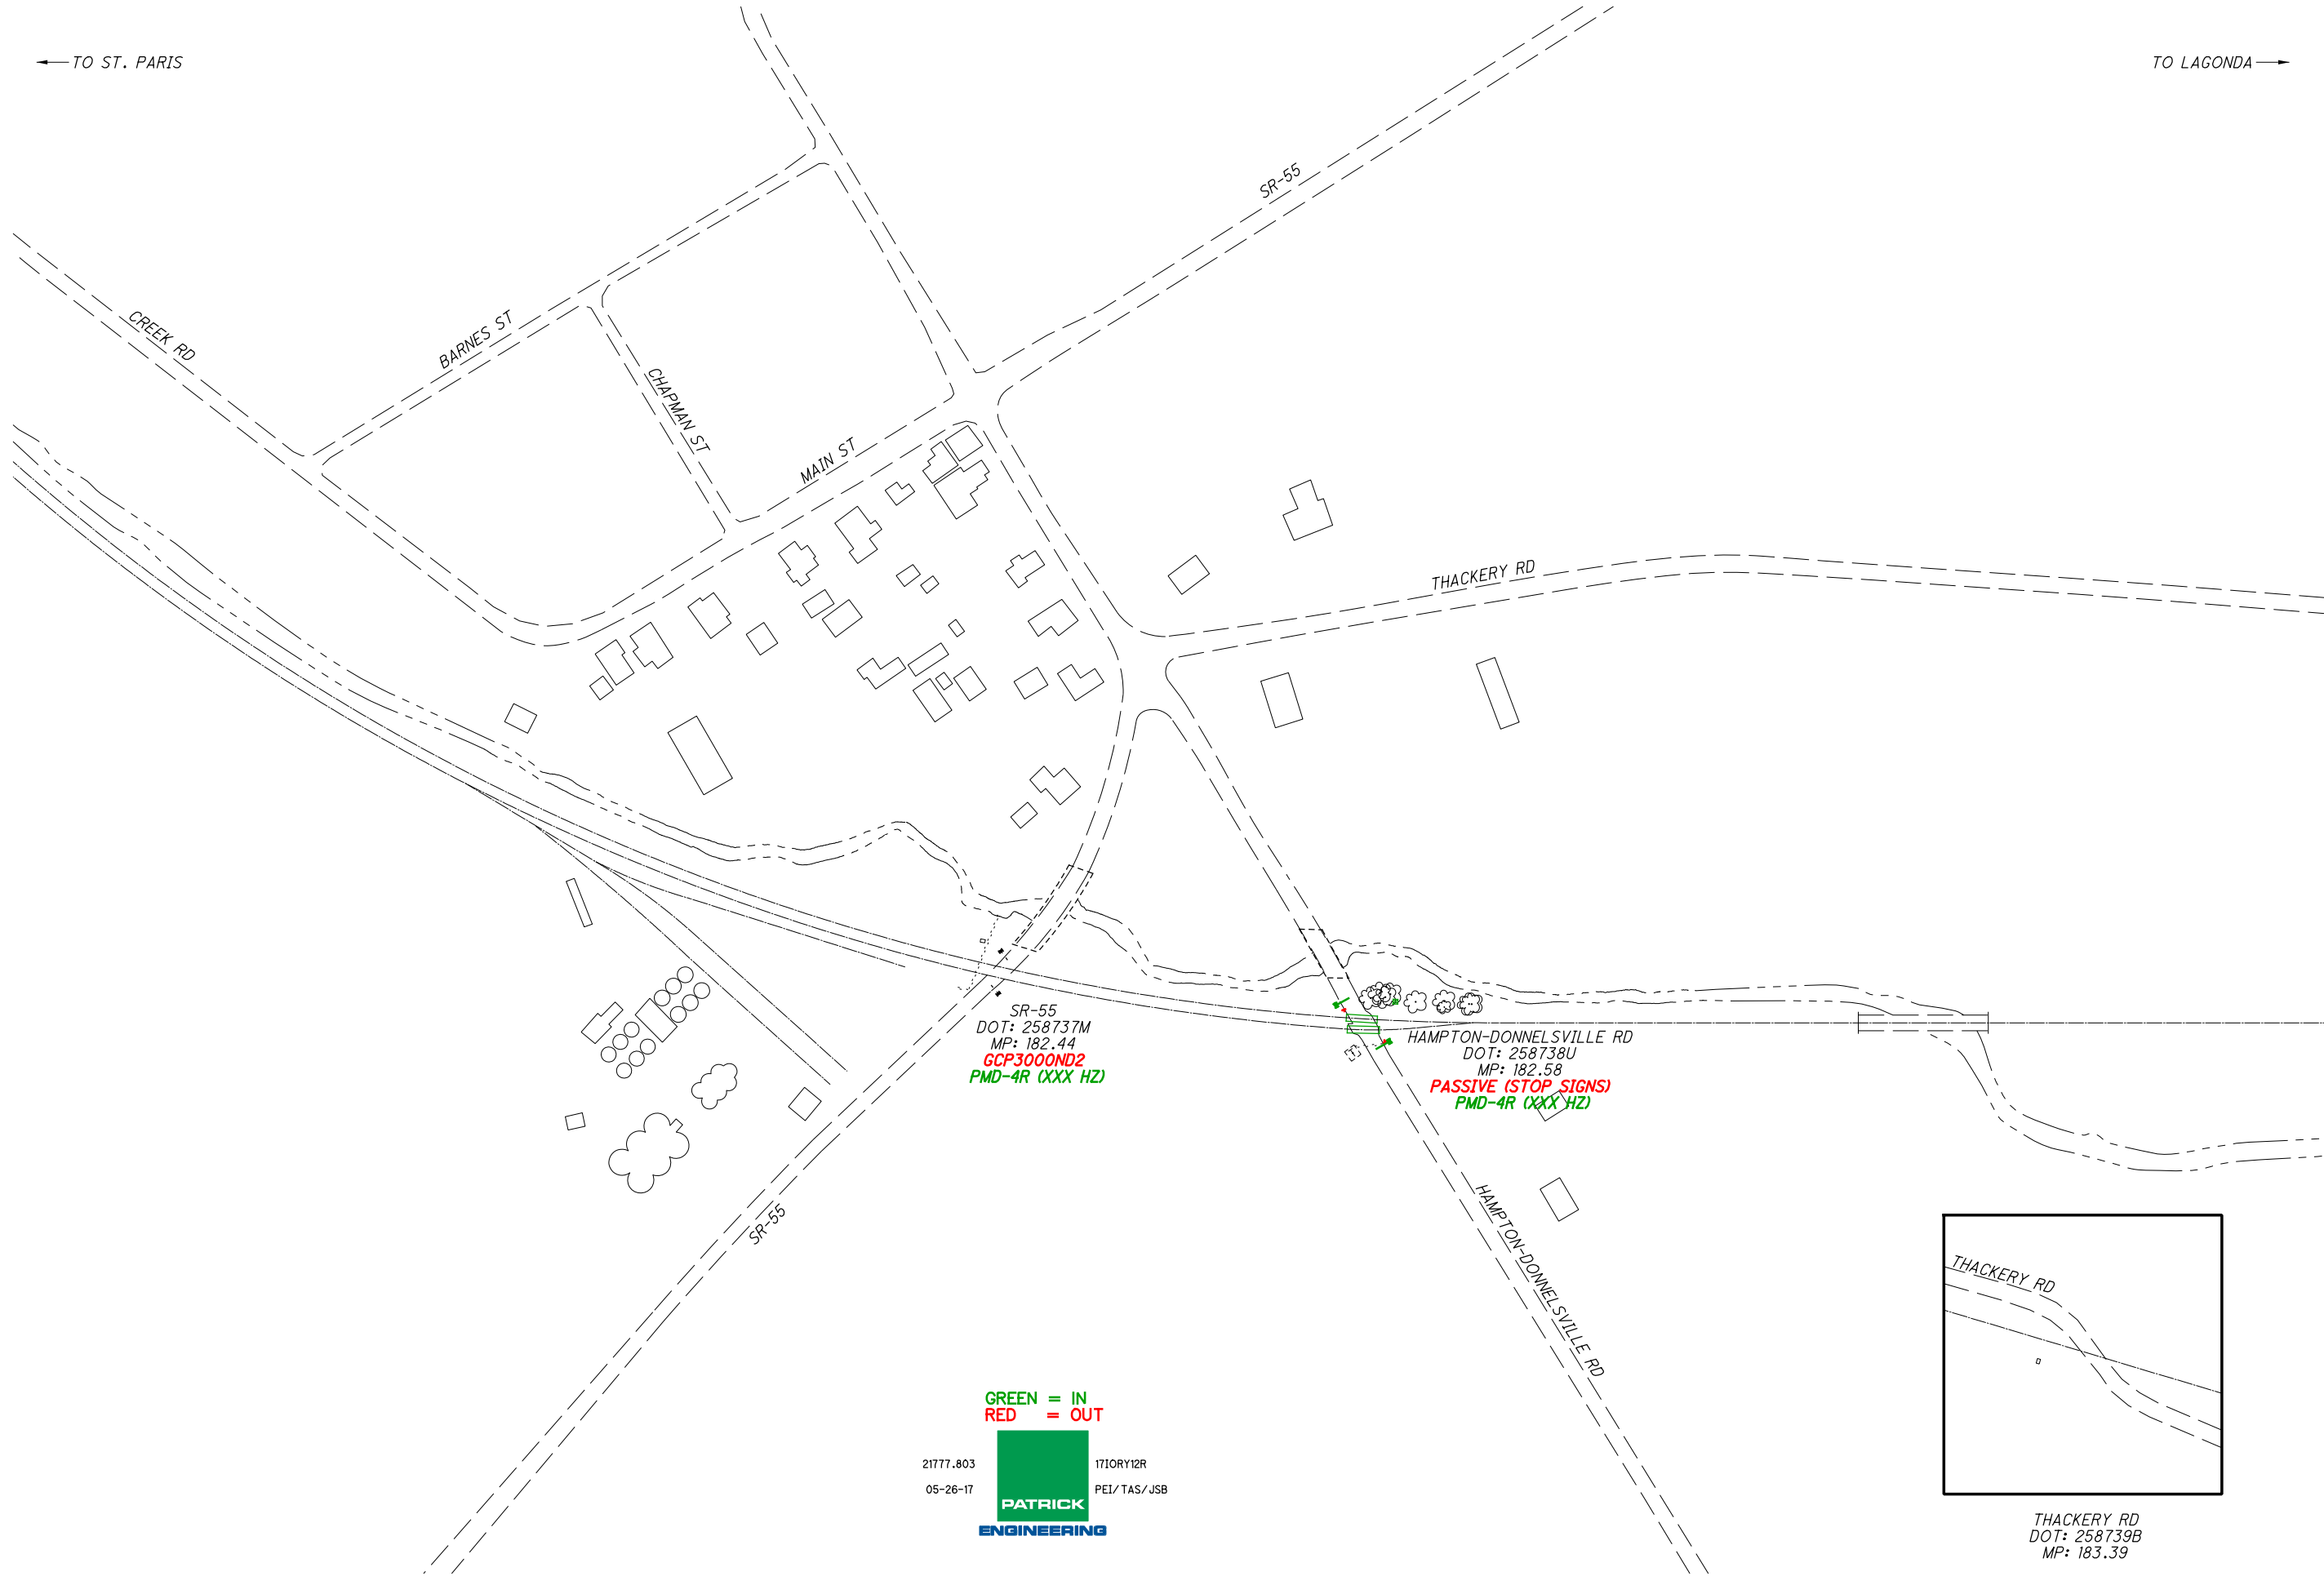 TO ST. PARIS
TO LAGONDA
SR-55
CREEK RD
BARNES ST
CHAPMAN ST
MAIN ST
THACKERY RD
SR-55
DOT: 258737M
MP: 182.44
GCP3000ND2
PMD-4R (XXX HZ)
HAMPTON-DONNELSVILLE RD
DOT: 258738U
MP: 182.58
PASSIVE (STOP SIGNS)
PMD-4R (XXX HZ)
SR-55
HAMPTON-DONNELSVILLE RD
THACKERY RD
THACKERY RD
DOT: 258739B
MP: 183.39
GREEN = IN
RED = OUT
21777.803
05-26-17
PATRICK
ENGINEERING
17IORY12R
PEI/TAS/JSB